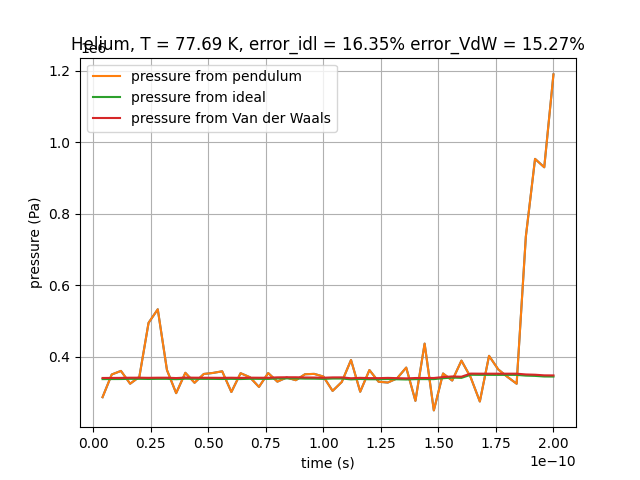 Helium, T = 77.69 K, error_idl = 16.35% error_VdW = 15.27%
1e6
pressure from pendulum
pressure from ideal
pressure from Van der Waals
1.2
1.0
0.8
0.6
0.4
pressure (Pa)
0.00 0.25 0.50 0.75 1.00 1.25 1.50 1.75 2.00
time (s)
1e−10